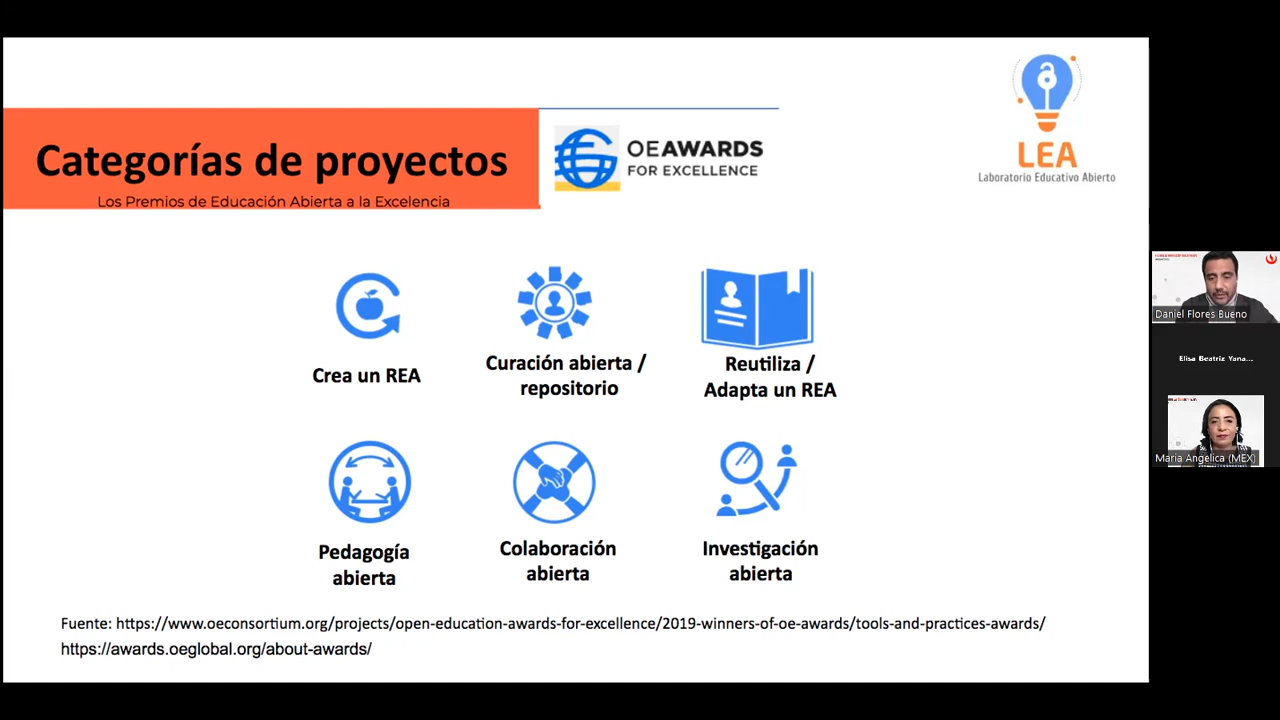 Categorías de proyectos
Los Premios de Educación Abierta a la Excelencia
OEAWARDS
FOR EXCELLENCE
LEA
Laboratorio Educativo Abierto
Crea un REA
Curación abierta /
repositorio
Reutiliza /
Adapta un REA
Pedagogía
abierta
Colaboración
abierta
Investigación
abierta
Fuente: https://www.oeconsortium.org/projects/open-education-awards-for-excellence/2019-winners-of-oe-awards/tools-and-practices-awards/
https://awards.oeglobal.org/about-awards/
Daniel Flores Bueno
Elisa Beatriz Yana...
Maria Angelica (MEX)